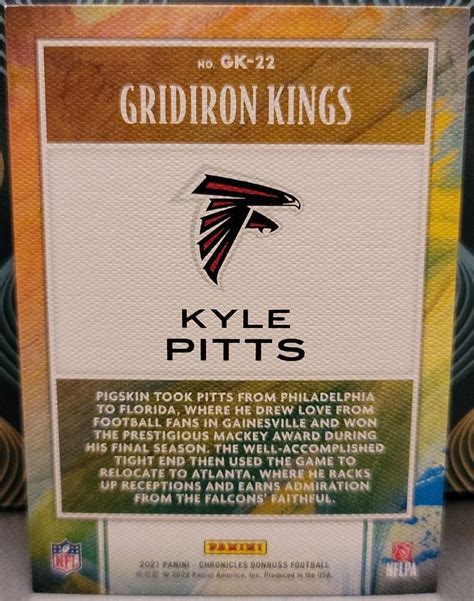 NO. GK-22
GRIDIRON KINGS
KYLE
PITTS
PIGSKIN TOOK PITTS FROM PHILADELPHIA
TO FLORIDA, WHERE HE DREW LOVE FROM
FOOTBALL FANS IN GAINESVILLE AND WON
THE PRESTIGIOUS MACKEY AWARD DURING
HIS FINAL SEASON. THE WELL-ACCOMPLISHED
TIGHT END THEN USED THE GAME TO
RELOCATE TO ATLANTA, WHERE HE RACKS
UP RECEPTIONS AND EARNS ADMIRATION
FROM THE FALCONS' FAITHFUL.
PANINI
NFL
NFLPA
2021 PANINI - CHRONICLES DONRUSS FOOTBALL
© 2022 Panini America, Inc. Produced in the USA.